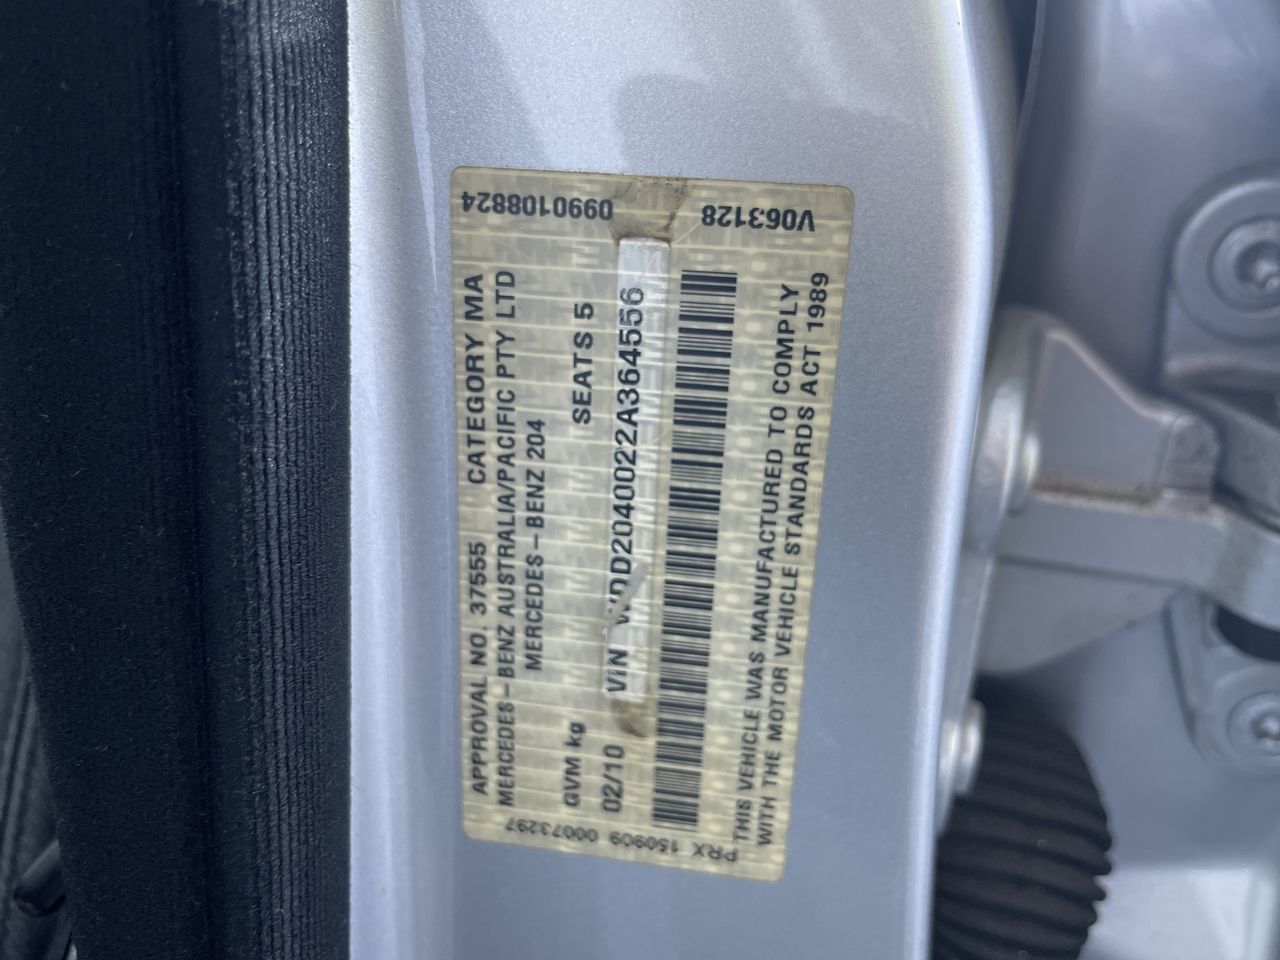 0990108824
V063128
APPROVAL NO. 37555 CATEGORY MA
MERCEDES-BENZ AUSTRALIA/PACIFIC PTY LTD
MERCEDES-BENZ 204
GVM kg SEATS 5
02/10 VIN WDD2040022A364556
THIS VEHICLE WAS MANUFACTURED TO COMPLY
WITH THE MOTOR VEHICLE STANDARDS ACT 1989
PRX 150909 00073297